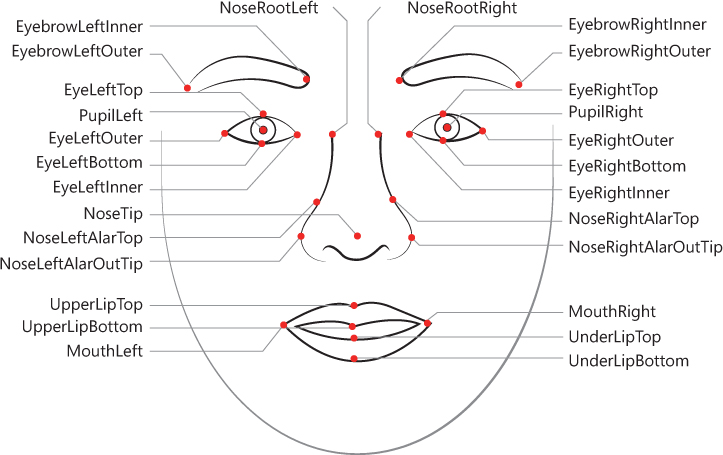 NoseRootLeft
NoseRootRight
EyebrowLeftInner
EyebrowLeftOuter
EyeLeftTop
PupilLeft
EyeLeftOuter
EyeLeftBottom
EyeLeftInner
NoseTip
NoseLeftAlarTop
NoseLeftAlarOutTip
UpperLipTop
UpperLipBottom
MouthLeft
EyebrowRightInner
EyebrowRightOuter
EyeRightTop
PupilRight
EyeRightOuter
EyeRightBottom
EyeRightInner
NoseRightAlarTop
NoseRightAlarOutTip
MouthRight
UnderLipTop
UnderLipBottom